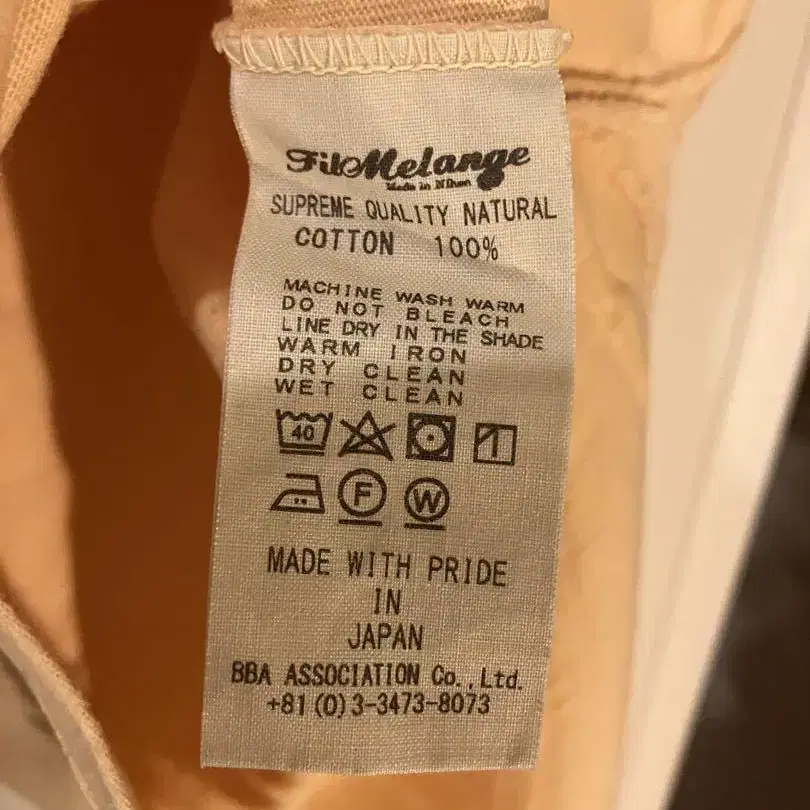 FilMelange
Made in Nihon
SUPREME QUALITY NATURAL
COTTON 100%
MACHINE WASH WARM
DO NOT BLEACH
LINE DRY IN THE SHADE
WARM IRON
DRY CLEAN
WET CLEAN
40
F W
MADE WITH PRIDE
IN
JAPAN
BBA ASSOCIATION Co.,Ltd.
+81(0)3-3473-8073